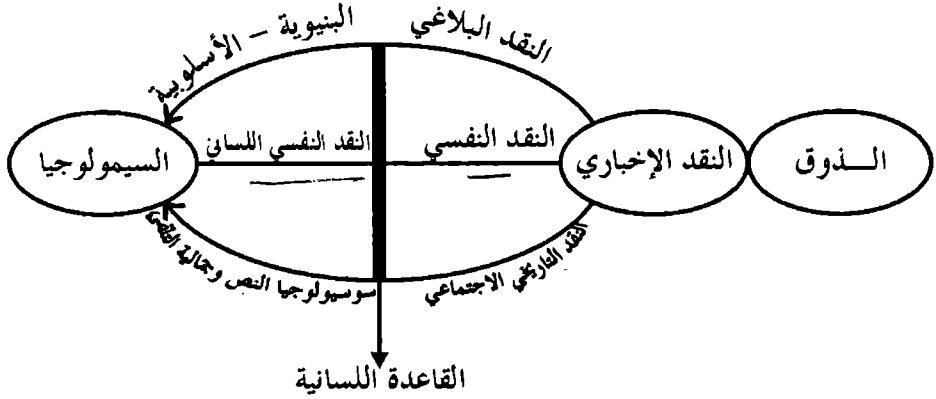 النقد البلاغي
البنيوية – الأسلوبية
الـــذوق
النقد الإخباري
النقد النفسي
النقد النفسي اللساني
السيمولوجيا
النقد التاريخي الاجتماعي
سوسيولوجيا النص وجمالية التلقي
القاعدة اللسانية